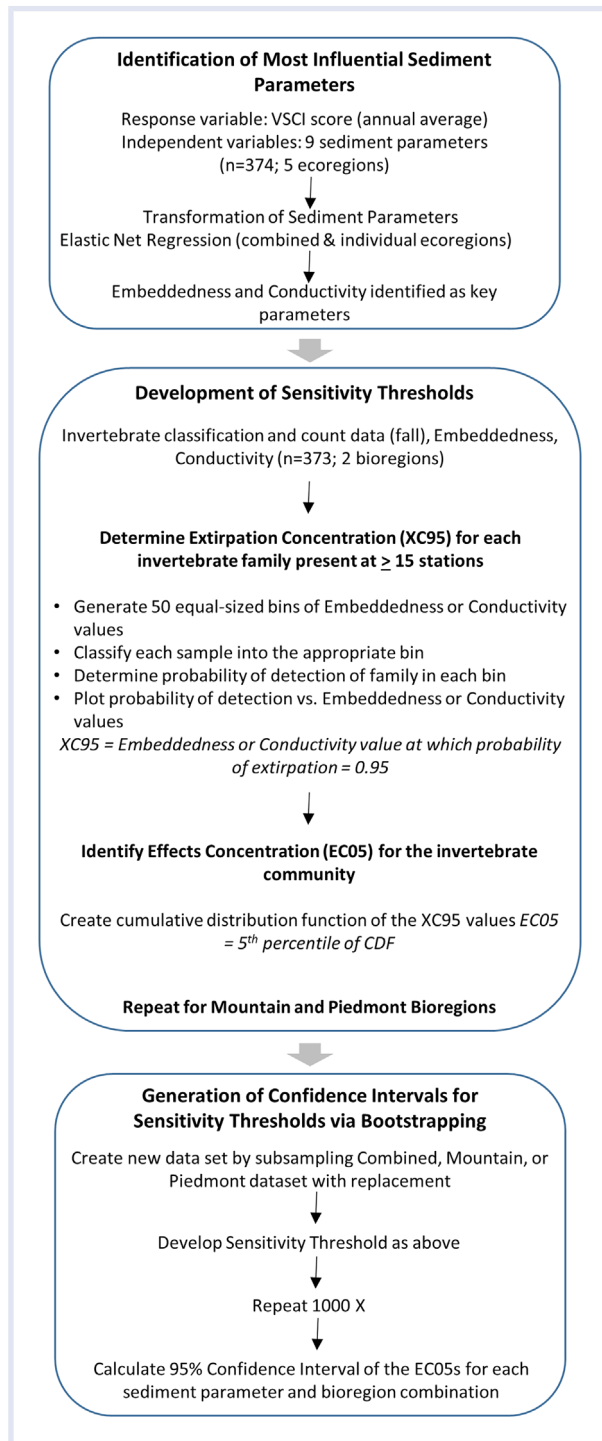 Identification of Most Influential Sediment
Parameters
Response variable: VSCI score (annual average)
Independent variables: 9 sediment parameters
(n=374; 5 ecoregions)
Transformation of Sediment Parameters
Elastic Net Regression (combined & individual ecoregions)
Embeddedness and Conductivity identified as key
parameters
Development of Sensitivity Thresholds
Invertebrate classification and count data (fall), Embeddedness,
Conductivity (n=373; 2 bioregions)
Determine Extirpation Concentration (XC95) for each
invertebrate family present at ≥ 15 stations
• Generate 50 equal-sized bins of Embeddedness or Conductivity
values
• Classify each sample into the appropriate bin
• Determine probability of detection of family in each bin
• Plot probability of detection vs. Embeddedness or Conductivity
values
XC95 = Embeddedness or Conductivity value at which probability
of extirpation = 0.95
Identify Effects Concentration (EC05) for the invertebrate
community
Create cumulative distribution function of the XC95 values EC05
= 5th percentile of CDF
Repeat for Mountain and Piedmont Bioregions
Generation of Confidence Intervals for
Sensitivity Thresholds via Bootstrapping
Create new data set by subsampling Combined, Mountain, or
Piedmont dataset with replacement
Develop Sensitivity Threshold as above
Repeat 1000 X
Calculate 95% Confidence Interval of the EC05s for each
sediment parameter and bioregion combination